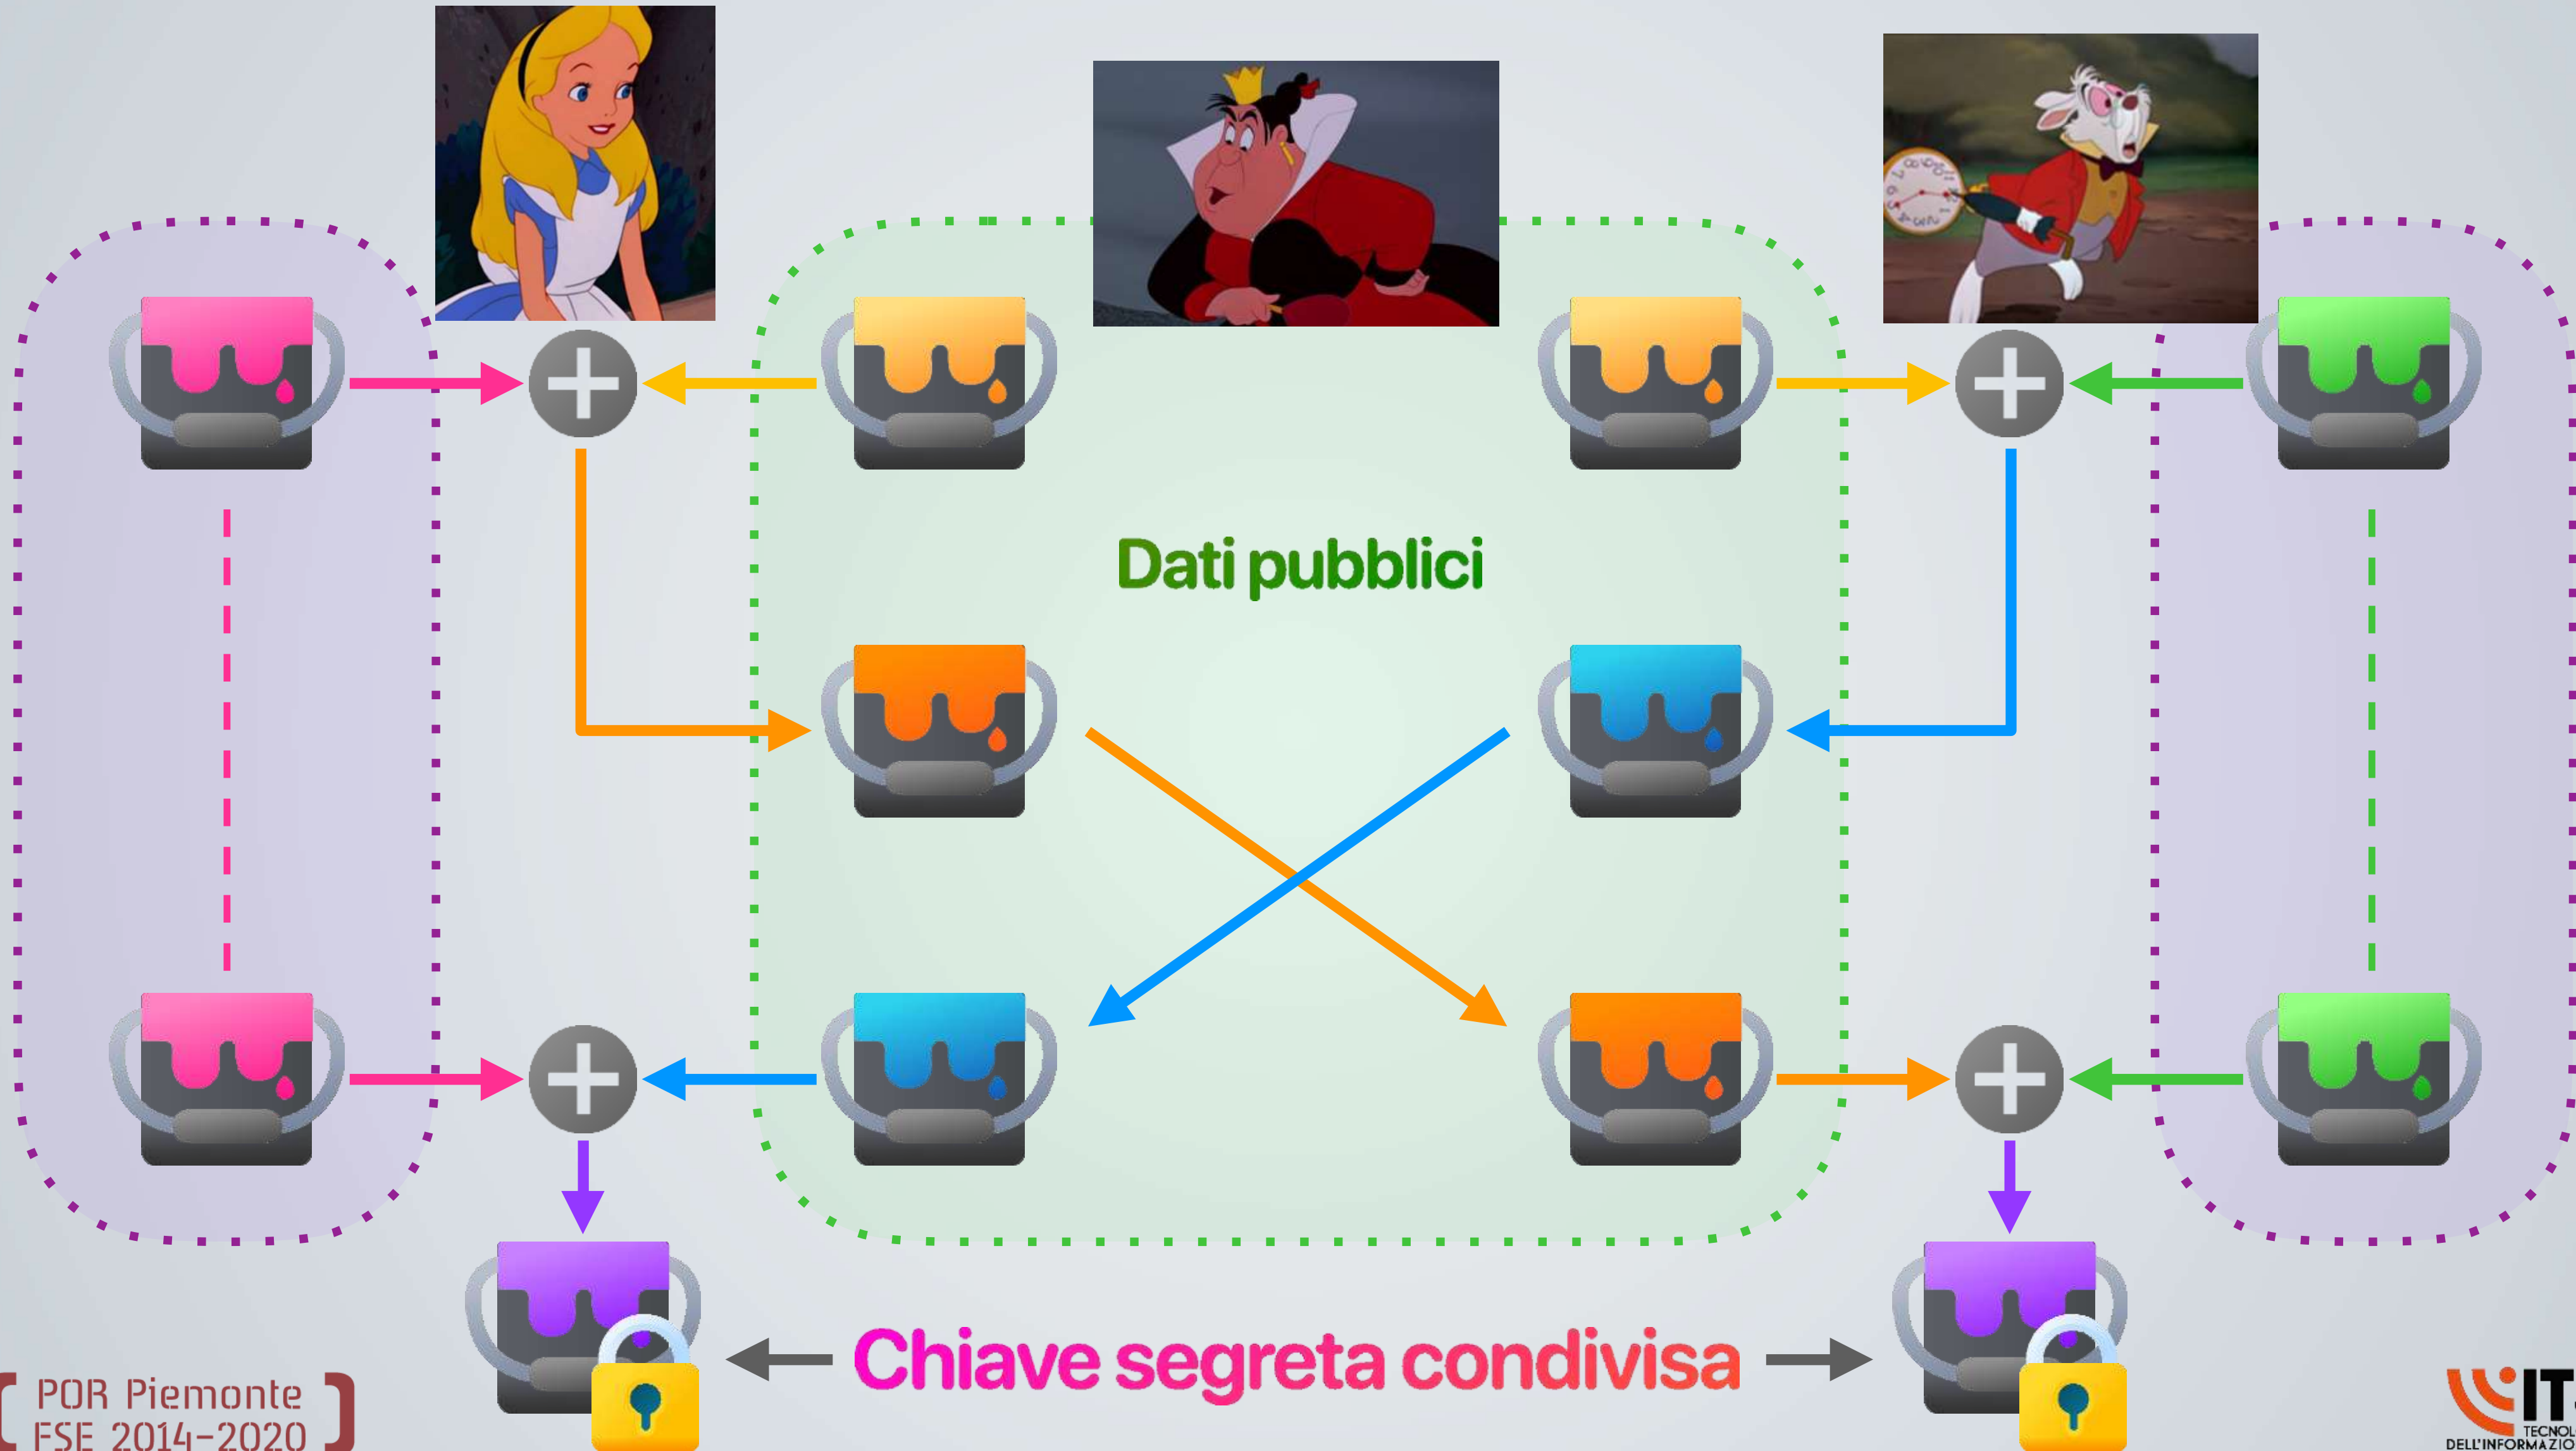 Dati pubblici
Chiave segreta condivisa
POR Piemonte
FSE 2014-2020